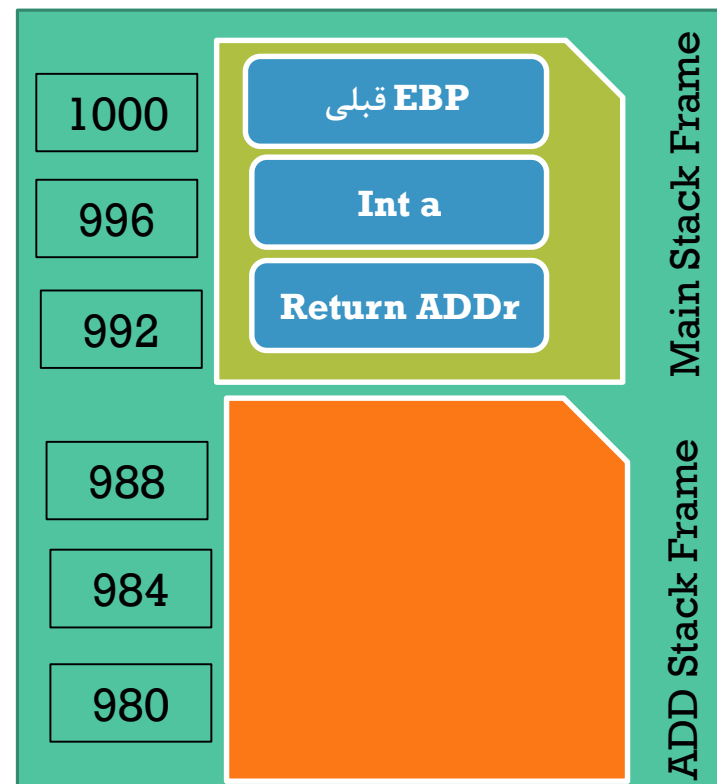 1000
EBP قبلی
996
Int a
992
Return ADDr
Main Stack Frame
988
984
980
ADD Stack Frame